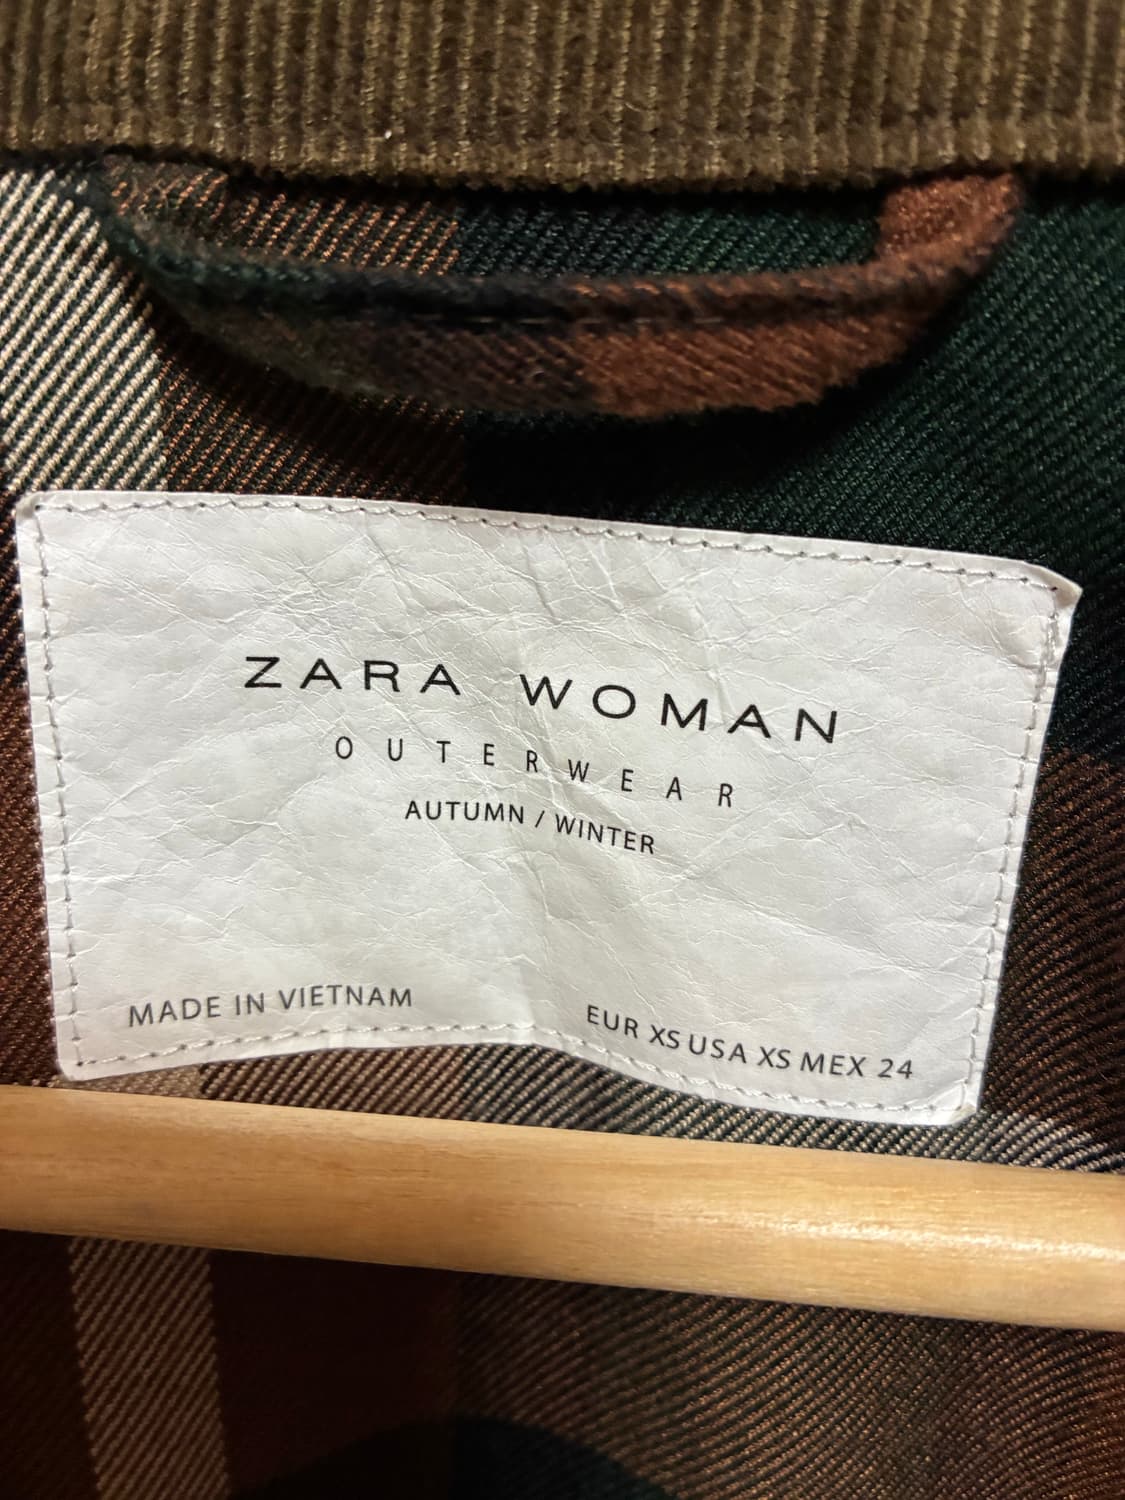 ZARA WOMAN
OUTERWEAR
AUTUMN / WINTER
MADE IN VIETNAM
EUR XS USA XS MEX 24